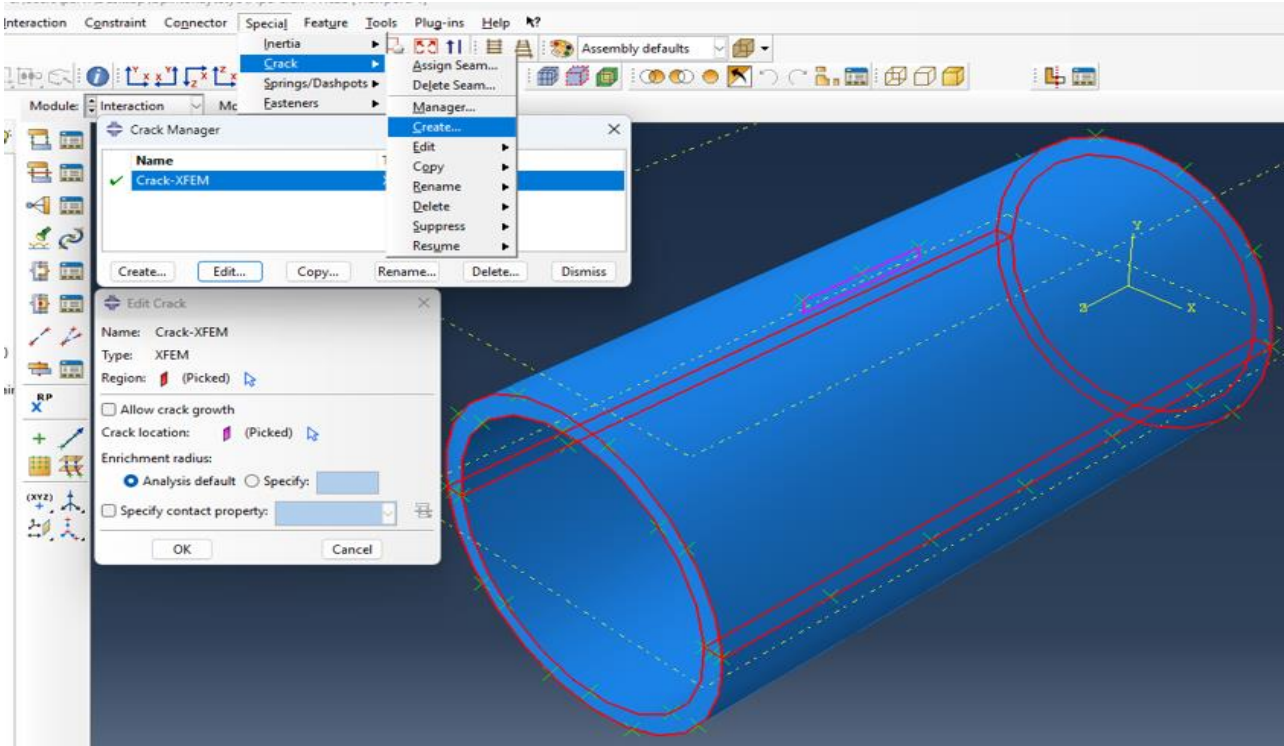 Interaction Constraint Connector Special Feature Tools Plug-ins Help
Inertia
Crack
Springs/Dashpots
Fasteners
Assign Seam...
Delete Seam...
Manager...
Create...
Edit
Copy
Rename
Delete
Suppress
Resume
Assembly defaults
Module: Interaction
Crack Manager
Name
Crack-XFEM
Create... Edit... Copy... Rename... Delete... Dismiss
Edit Crack
Name: Crack-XFEM
Type: XFEM
Region: (Picked)
Allow crack growth
Crack location: (Picked)
Enrichment radius:
Analysis default Specify:
Specify contact property:
OK Cancel
RP
(XYZ)
Y
Z
X